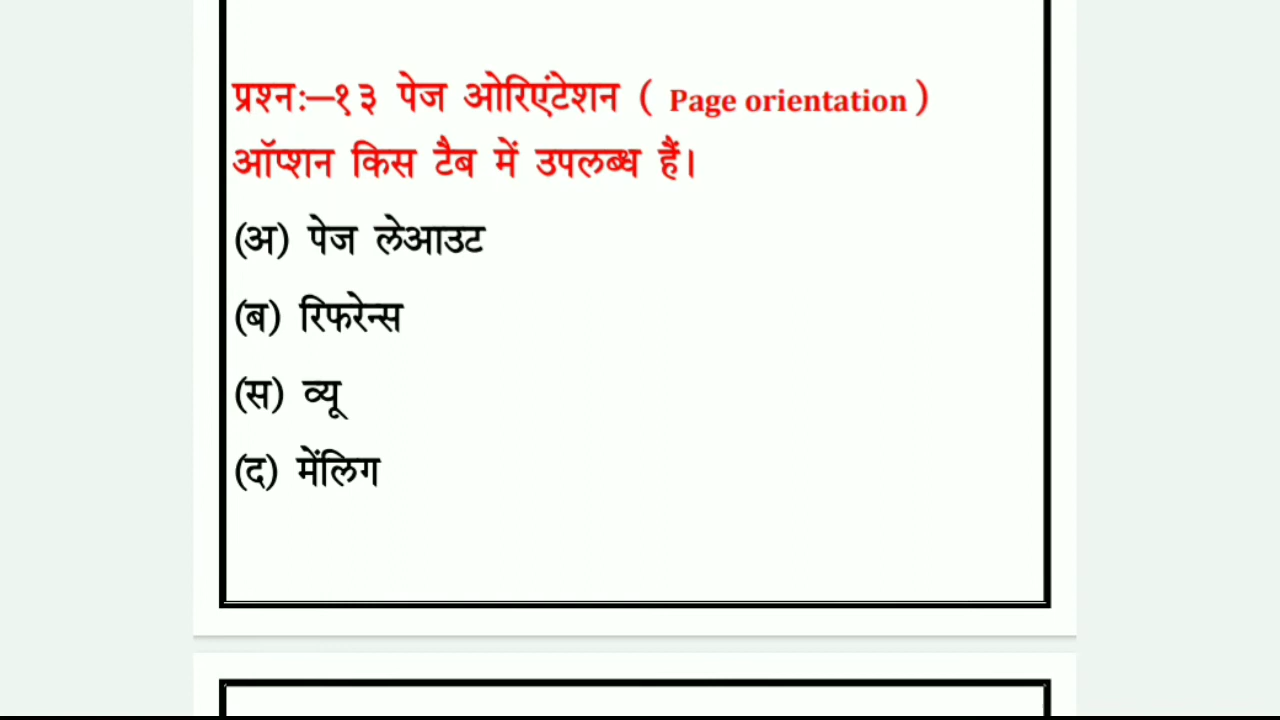 प्रश्न:–१३ पेज ओरिएंटेशन ( Page orientation )
ऑप्शन किस टैब में उपलब्ध हैं।
(अ) पेज लेआउट
(ब) रिफरेन्स
(स) व्यू
(द) मेंलिग